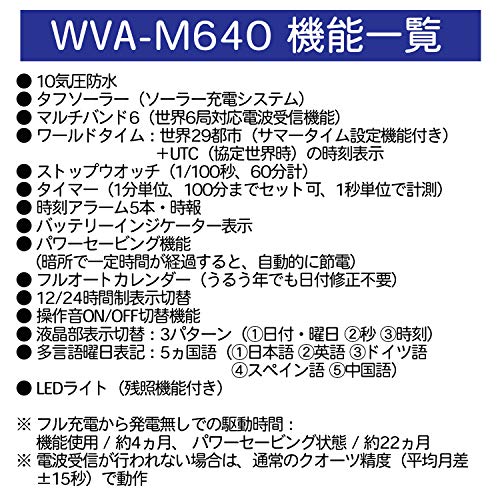 WVA-M640 機能一覧
● 10気圧防水
● タフソーラー（ソーラー充電システム）
● マルチバンド6（世界6局対応電波受信機能）
● ワールドタイム：世界29都市（サマータイム設定機能付き）
＋UTC（協定世界時）の時刻表示
● ストップウオッチ（1/100秒、60分計）
● タイマー（1分単位、100分までセット可、1秒単位で計測）
● 時刻アラーム5本・時報
● バッテリーインジケーター表示
● パワーセービング機能
（暗所で一定時間が経過すると、自動的に節電）
● フルオートカレンダー（うるう年でも日付修正不要）
● 12/24時間制表示切替
● 操作音ON/OFF切替機能
● 液晶部表示切替：3パターン（①日付・曜日 ②秒 ③時刻）
● 多言語曜日表記：5ヵ国語（①日本語 ②英語 ③ドイツ語
④スペイン語 ⑤中国語）
● LEDライト（残照機能付き）
※ フル充電から発電無しでの駆動時間：
機能使用 / 約4ヵ月、 パワーセービング状態 / 約22ヵ月
※ 電波受信が行われない場合は、通常のクオーツ精度（平均月差
±15秒）で動作